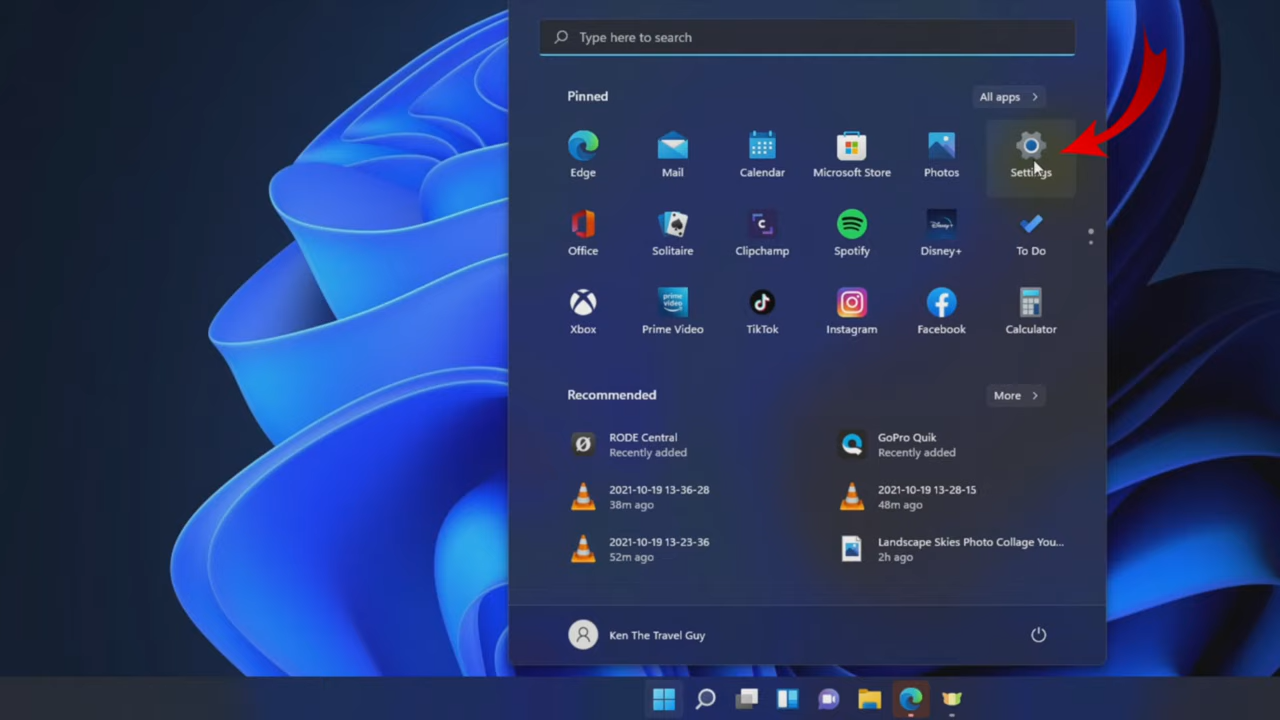 Type here to search
Pinned
All apps
Edge
Mail
Calendar
Microsoft Store
Photos
Settings
Office
Solitaire
Clipchamp
Spotify
Disney+
To Do
Xbox
Prime Video
TikTok
Instagram
Facebook
Calculator
Recommended
More
RODE Central
Recently added
GoPro Quik
Recently added
2021-10-19 13-36-28
38m ago
2021-10-19 13-28-15
48m ago
2021-10-19 13-23-36
52m ago
Landscape Skies Photo Collage You...
2h ago
Ken The Travel Guy